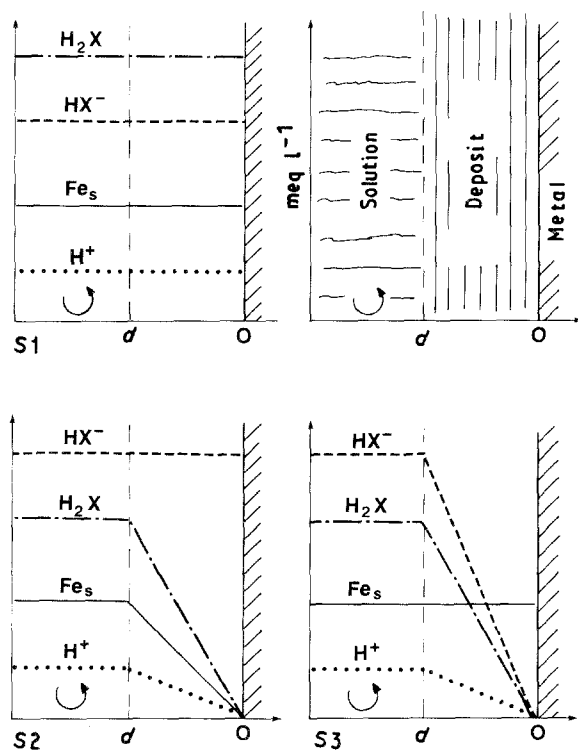 H₂X
HX⁻
Feₛ
H⁺
S1
d
O
meq l⁻¹
Solution
Deposit
Metal
d
O
HX⁻
H₂X
Feₛ
H⁺
S2
d
O
HX⁻
H₂X
Feₛ
H⁺
S3
d
O